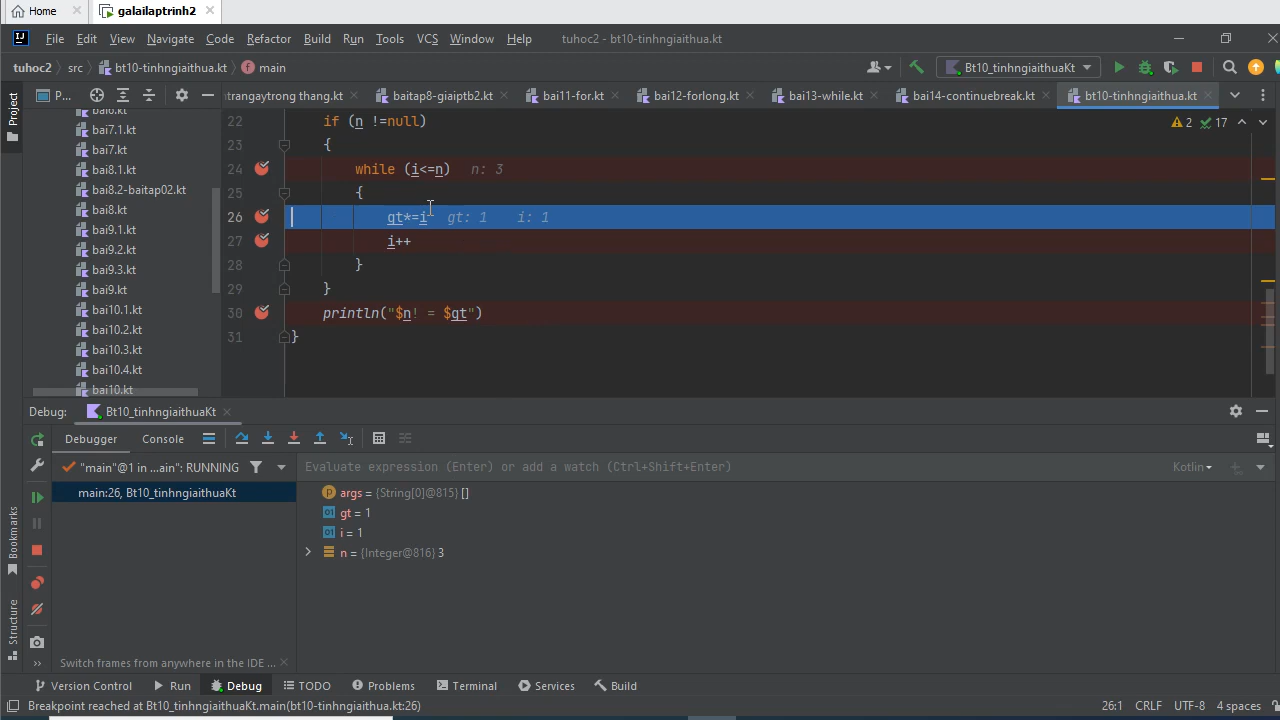 Home
galailaptrinh2
File Edit View Navigate Code Refactor Build Run Tools VCS Window Help tuhoc2 - bt10-tinhngiaithua.kt
tuhoc2 src bt10-tinhngiaithua.kt main Bt10_tinhngiaithuaKt
Project P... ntrangaytrong thang.kt baitap8-giaiptb2.kt bai11-for.kt bai12-forlong.kt bai13-while.kt bai14-continuebreak.kt bt10-tinhngiaithua.kt
2 17
bai6.kt
bai7.1.kt
bai7.kt
bai8.1.kt
bai8.2-baitap02.kt
bai8.kt
bai9.1.kt
bai9.2.kt
bai9.3.kt
bai9.kt
bai10.1.kt
bai10.2.kt
bai10.3.kt
bai10.4.kt
bai10.kt
22 if (n !=null)
23 {
24 while (i<=n) n: 3
25 {
26 gt*=i gt: 1 i: 1
27 i++
28 }
29 }
30 println("$n! = $gt")
31 }
Debug: Bt10_tinhngiaithuaKt
Debugger Console
"main"@1 in ...ain": RUNNING
Evaluate expression (Enter) or add a watch (Ctrl+Shift+Enter) Kotlin
main:26, Bt10_tinhngiaithuaKt
args = {String[0]@815} []
gt = 1
i = 1
n = {Integer@816} 3
Bookmarks
Structure
Switch frames from anywhere in the IDE ...
Version Control Run Debug TODO Problems Terminal Services Build
Breakpoint reached at Bt10_tinhngiaithuaKt.main(bt10-tinhngiaithua.kt:26) 26:1 CRLF UTF-8 4 spaces